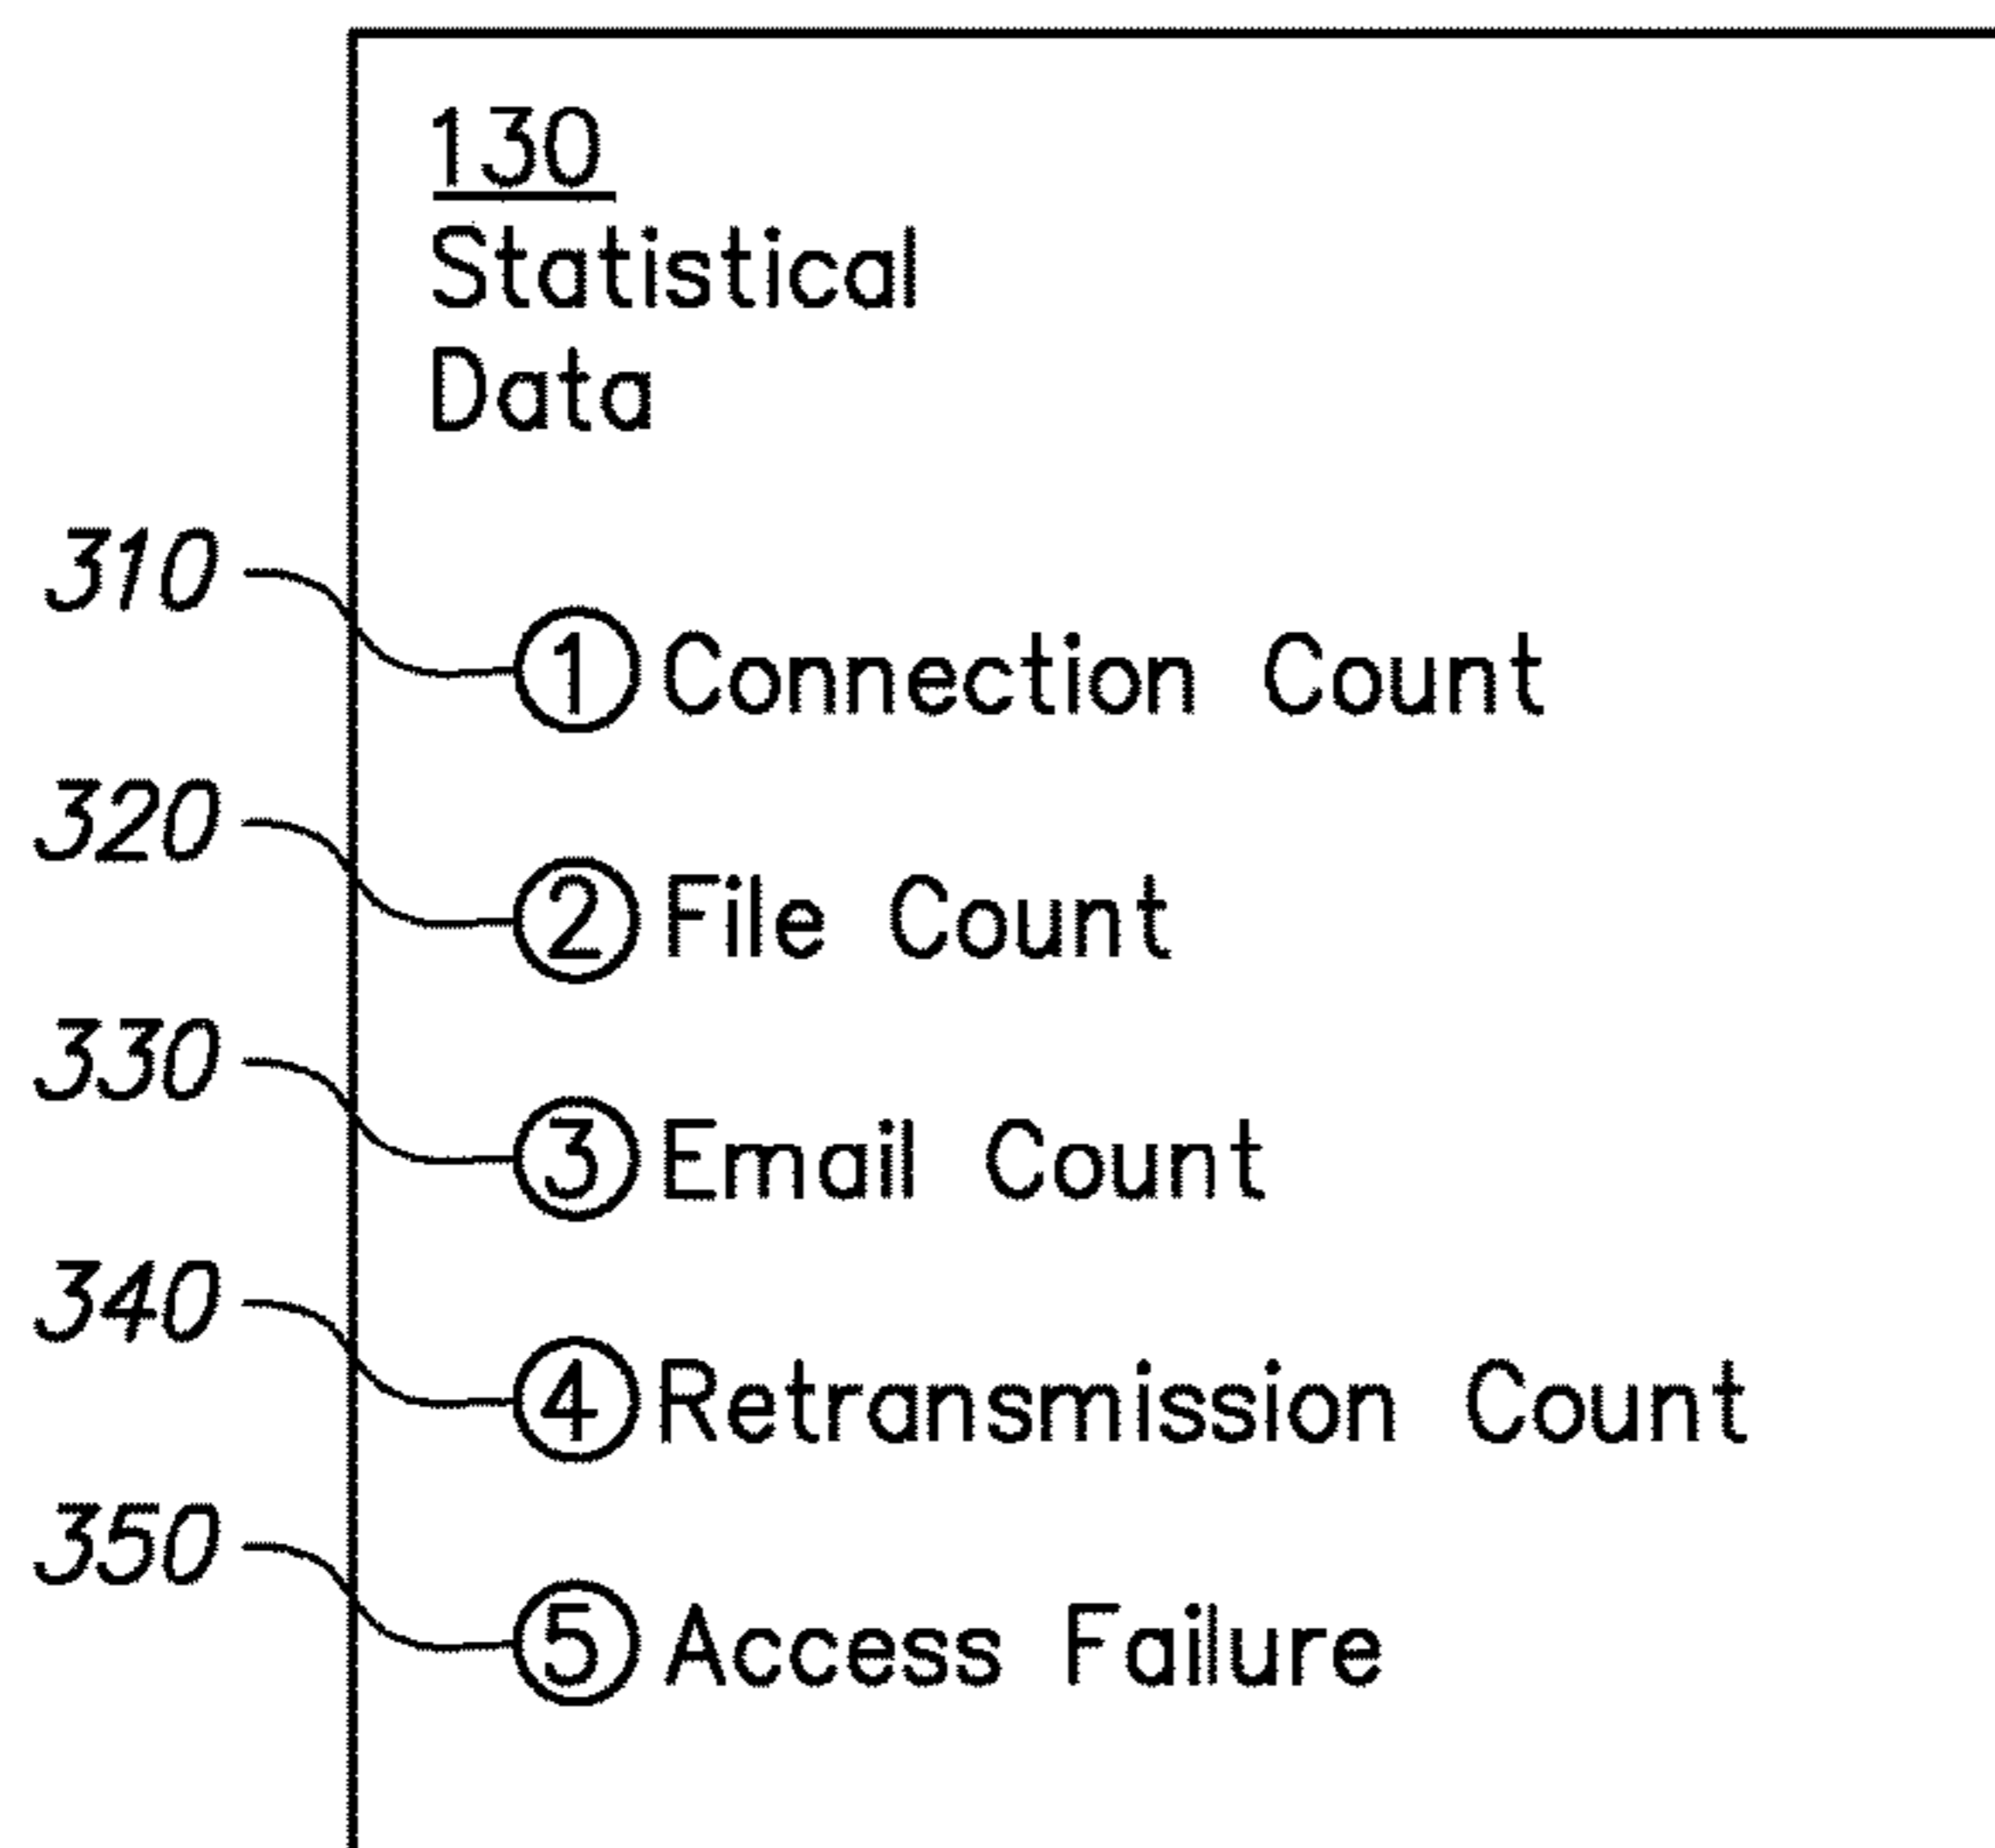 130
Statistical
Data
310
① Connection Count
320
② File Count
330
③ Email Count
340
④ Retransmission Count
350
⑤ Access Failure